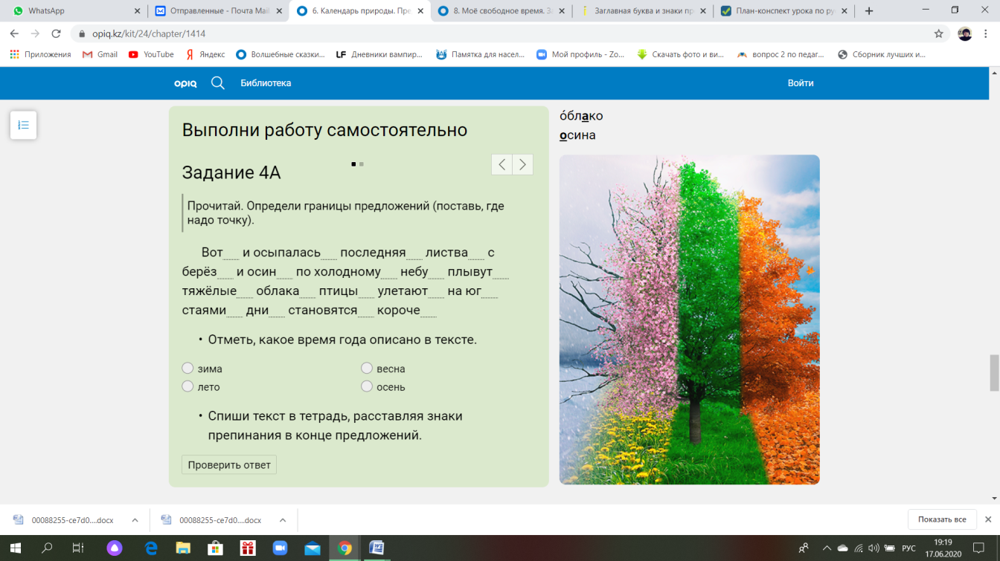 WhatsApp
Отправленные - Почта Mail
6. Календарь природы. Пре
8. Моё свободное время. За
Заглавная буква и знаки пр
План-конспект урока по ру
opiq.kz/kit/24/chapter/1414
Приложения
Gmail
YouTube
Яндекс
Волшебные сказки...
LF Дневники вампир...
Памятка для насел...
Мой профиль - Zo...
Скачать фото и ви...
вопрос 2 по педаг...
Сборник лучших и...
opiq
Библиотека
Войти
Выполни работу самостоятельно
Задание 4А
Прочитай. Определи границы предложений (поставь, где
надо точку).
Вот___ и осыпалась___ последняя___ листва___ с
берёз___ и осин___ по холодному___ небу___ плывут___
тяжёлые___ облака___ птицы___ улетают___ на юг___
стаями___ дни___ становятся___ короче___
• Отметь, какое время года описано в тексте.
зима
весна
лето
осень
• Спиши текст в тетрадь, расставляя знаки
препинания в конце предложений.
Проверить ответ
о́блако
осина
00088255-ce7d0....docx
00088255-ce7d0....docx
Показать все
РУС
19:19
17.06.2020